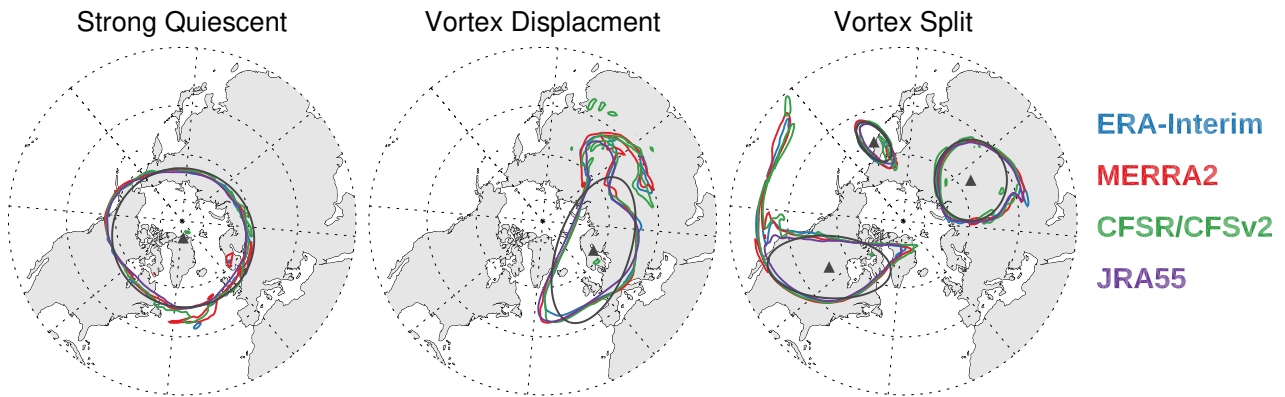 Strong Quiescent
Vortex Displacment
Vortex Split
ERA-Interim
MERRA2
CFSR/CFSv2
JRA55